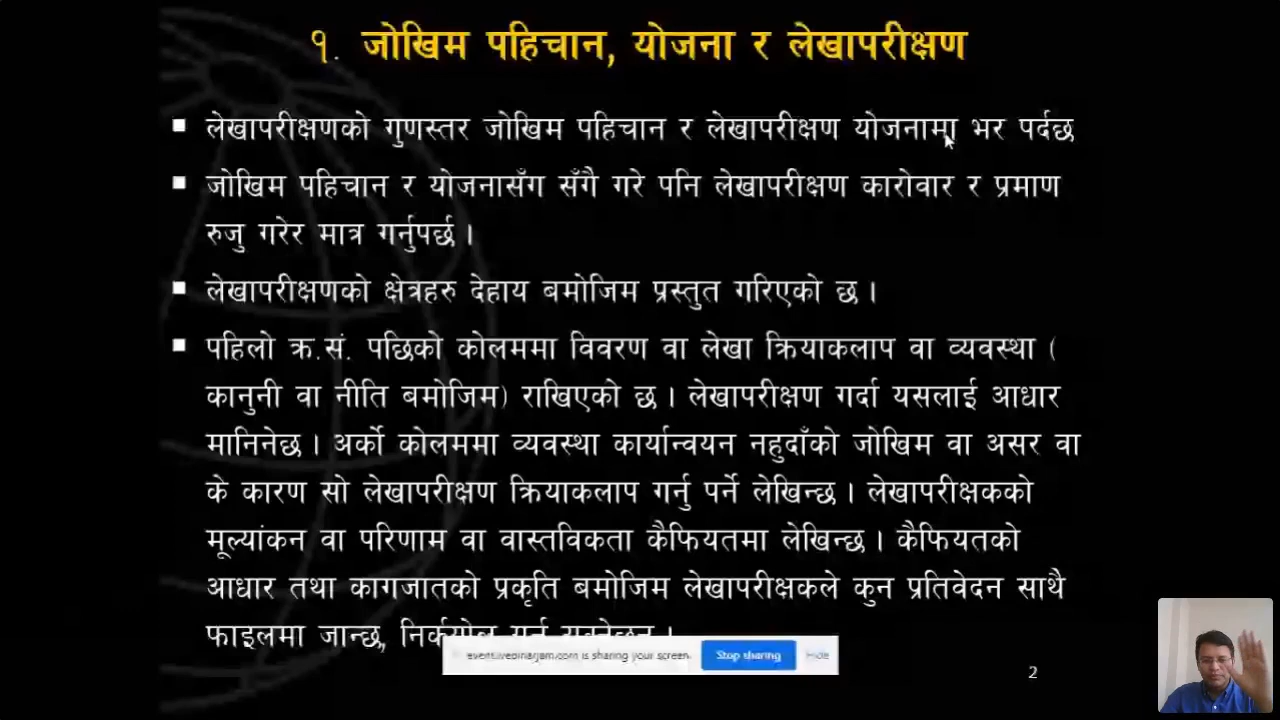 १. जोखिम पहिचान, योजना र लेखापरीक्षण
▪ लेखापरीक्षणको गुणस्तर जोखिम पहिचान र लेखापरीक्षण योजनामा भर पर्दछ
▪ जोखिम पहिचान र योजनासँग सँगै गरे पनि लेखापरीक्षण कारोवार र प्रमाण
रुजु गरेर मात्र गर्नुपर्छ ।
▪ लेखापरीक्षणको क्षेत्रहरु देहाय बमोजिम प्रस्तुत गरिएको छ ।
▪ पहिलो क्र.सं. पछिको कोलममा विवरण वा लेखा क्रियाकलाप वा व्यवस्था (
कानुनी वा नीति बमोजिम) राखिएको छ । लेखापरीक्षण गर्दा यसलाई आधार
मानिनेछ । अर्को कोलममा व्यवस्था कार्यान्वयन नहुदाँको जोखिम वा असर वा
के कारण सो लेखापरीक्षण क्रियाकलाप गर्नु पर्ने लेखिन्छ । लेखापरीक्षकको
मूल्यांकन वा परिणाम वा वास्तविकता कैफियतमा लेखिन्छ । कैफियतको
आधार तथा कागजातको प्रकृति बमोजिम लेखापरीक्षकले कुन प्रतिवेदन साथै
फाइलमा जान्छ,
is sharing your screen. Stop sharing Hide
2